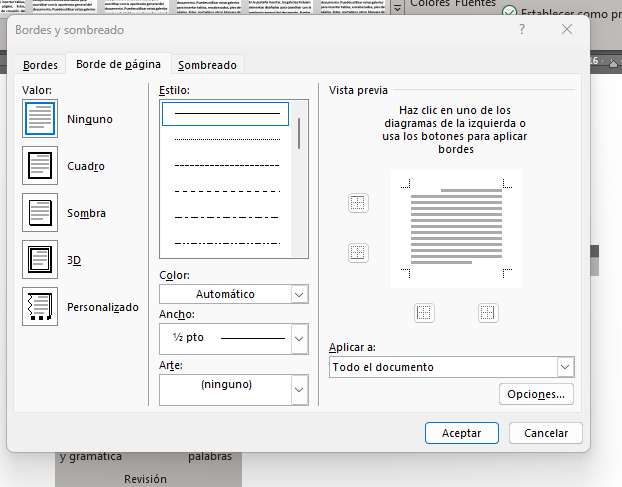 Colores Fuentes
Establecer como pr
Bordes y sombreado
?
16
Bordes
Borde de página
Sombreado
Valor:
Ninguno
Cuadro
Sombra
3D
Personalizado
Estilo:
Color:
Automático
Ancho:
½ pto
Arte:
(ninguno)
Vista previa
Haz clic en uno de los
diagramas de la izquierda o
usa los botones para aplicar
bordes
Aplicar a:
Todo el documento
Opciones...
Aceptar
Cancelar
y gramática
palabras
Revisión